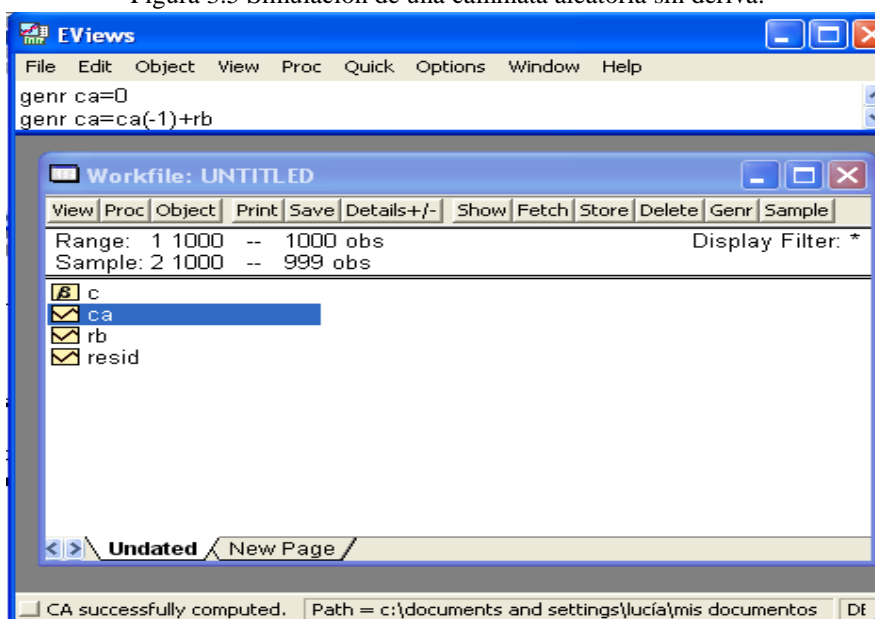 Figura 3.3 Simulación de una caminata aleatoria sin deriva.
EViews
File Edit Object View Proc Quick Options Window Help
genr ca=0
genr ca=ca(-1)+rb
Workfile: UNTITLED
View Proc Object Print Save Details+/- Show Fetch Store Delete Genr Sample
Range: 1 1000 -- 1000 obs Display Filter: *
Sample: 2 1000 -- 999 obs
β c
ca
rb
resid
Undated New Page
CA successfully computed. Path = c:\documents and settings\lucía\mis documentos